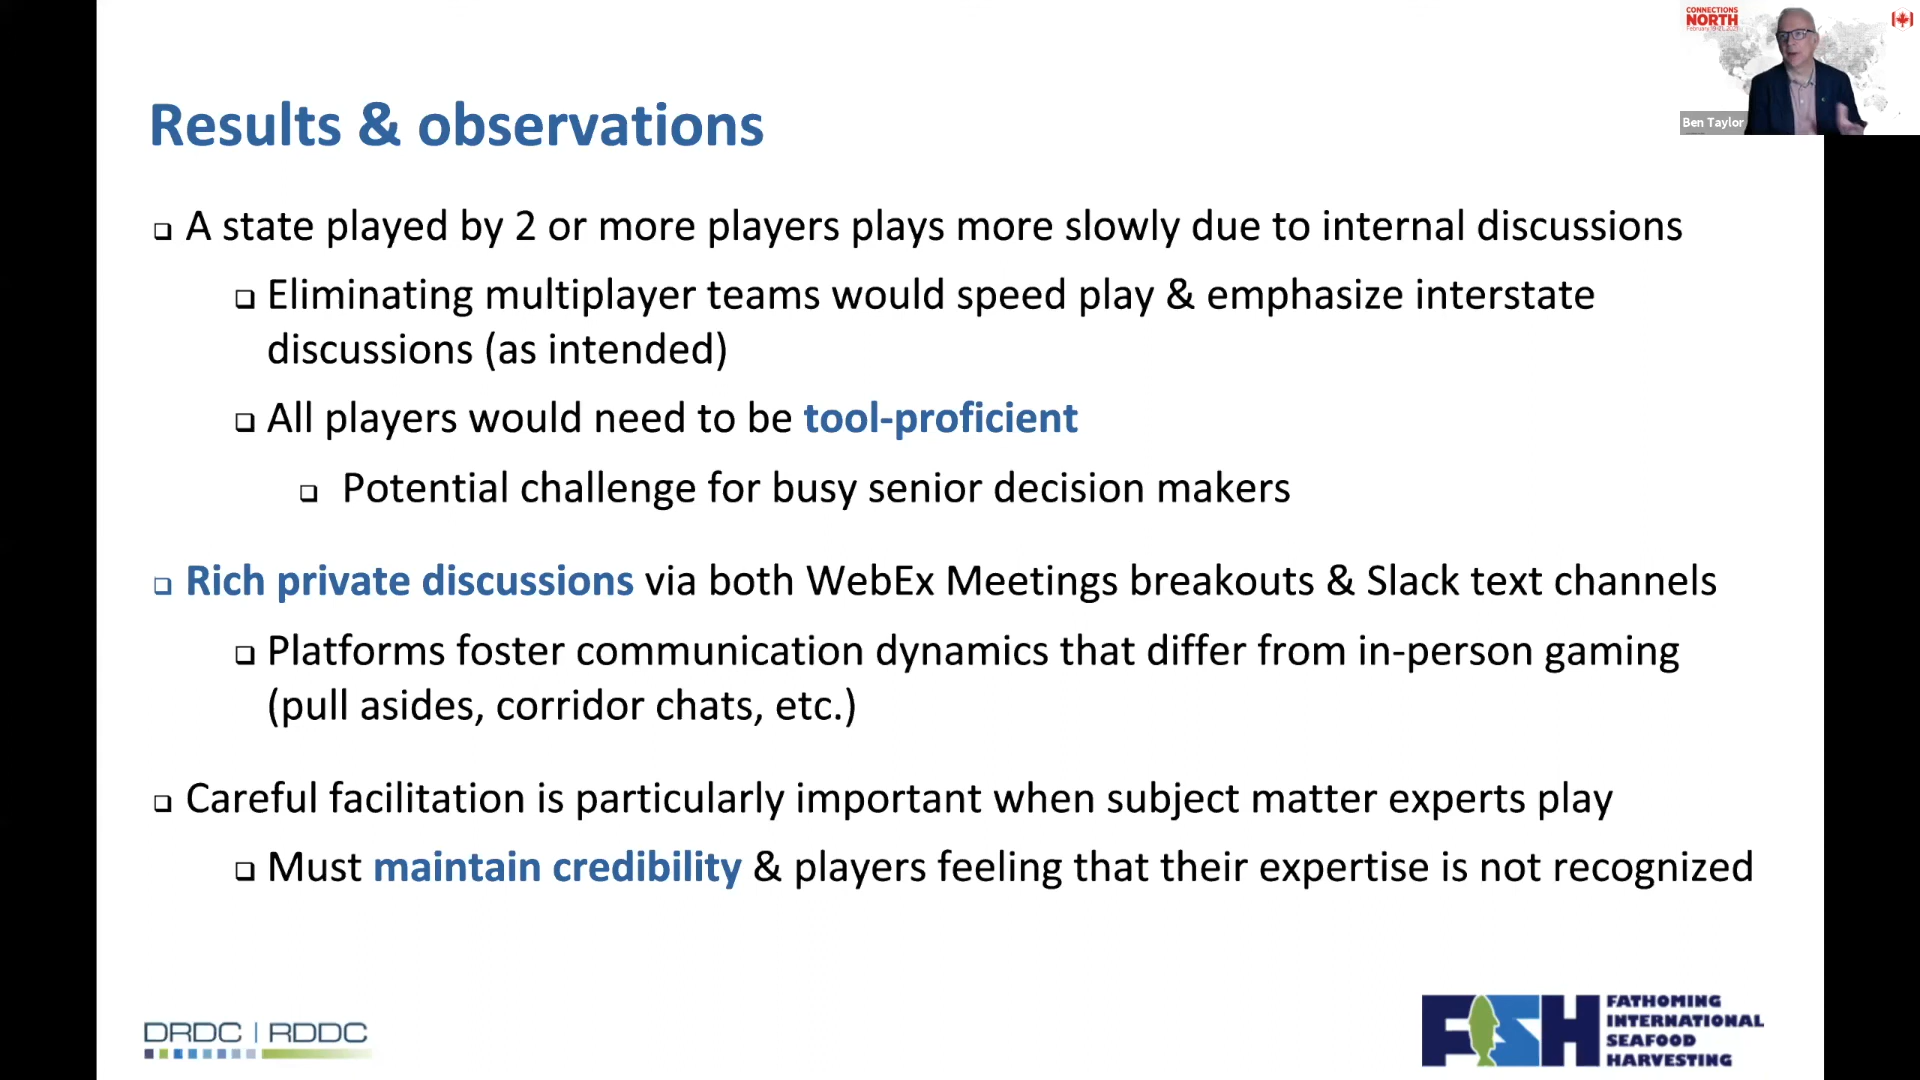 CONNECTIONS
NORTH
Ben Taylor
Results & observations
A state played by 2 or more players plays more slowly due to internal discussions
Eliminating multiplayer teams would speed play & emphasize interstate
discussions (as intended)
All players would need to be tool-proficient
Potential challenge for busy senior decision makers
Rich private discussions via both WebEx Meetings breakouts & Slack text channels
Platforms foster communication dynamics that differ from in-person gaming
(pull asides, corridor chats, etc.)
Careful facilitation is particularly important when subject matter experts play
Must maintain credibility & players feeling that their expertise is not recognized
DRDC | RDDC
FISH
FATHOMING
INTERNATIONAL
SEAFOOD
HARVESTING